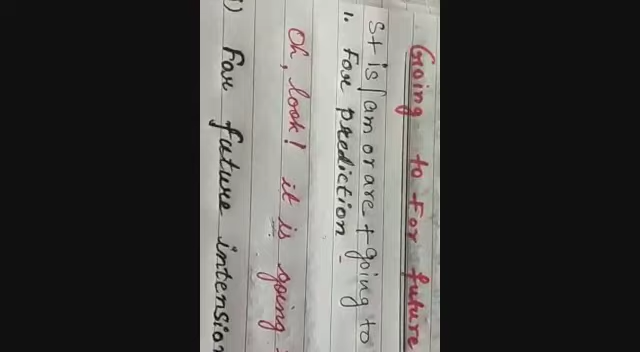 Going to For future
S+ is/am or are + going to
1. For prediction -
Oh, look! it is going
) For future intension